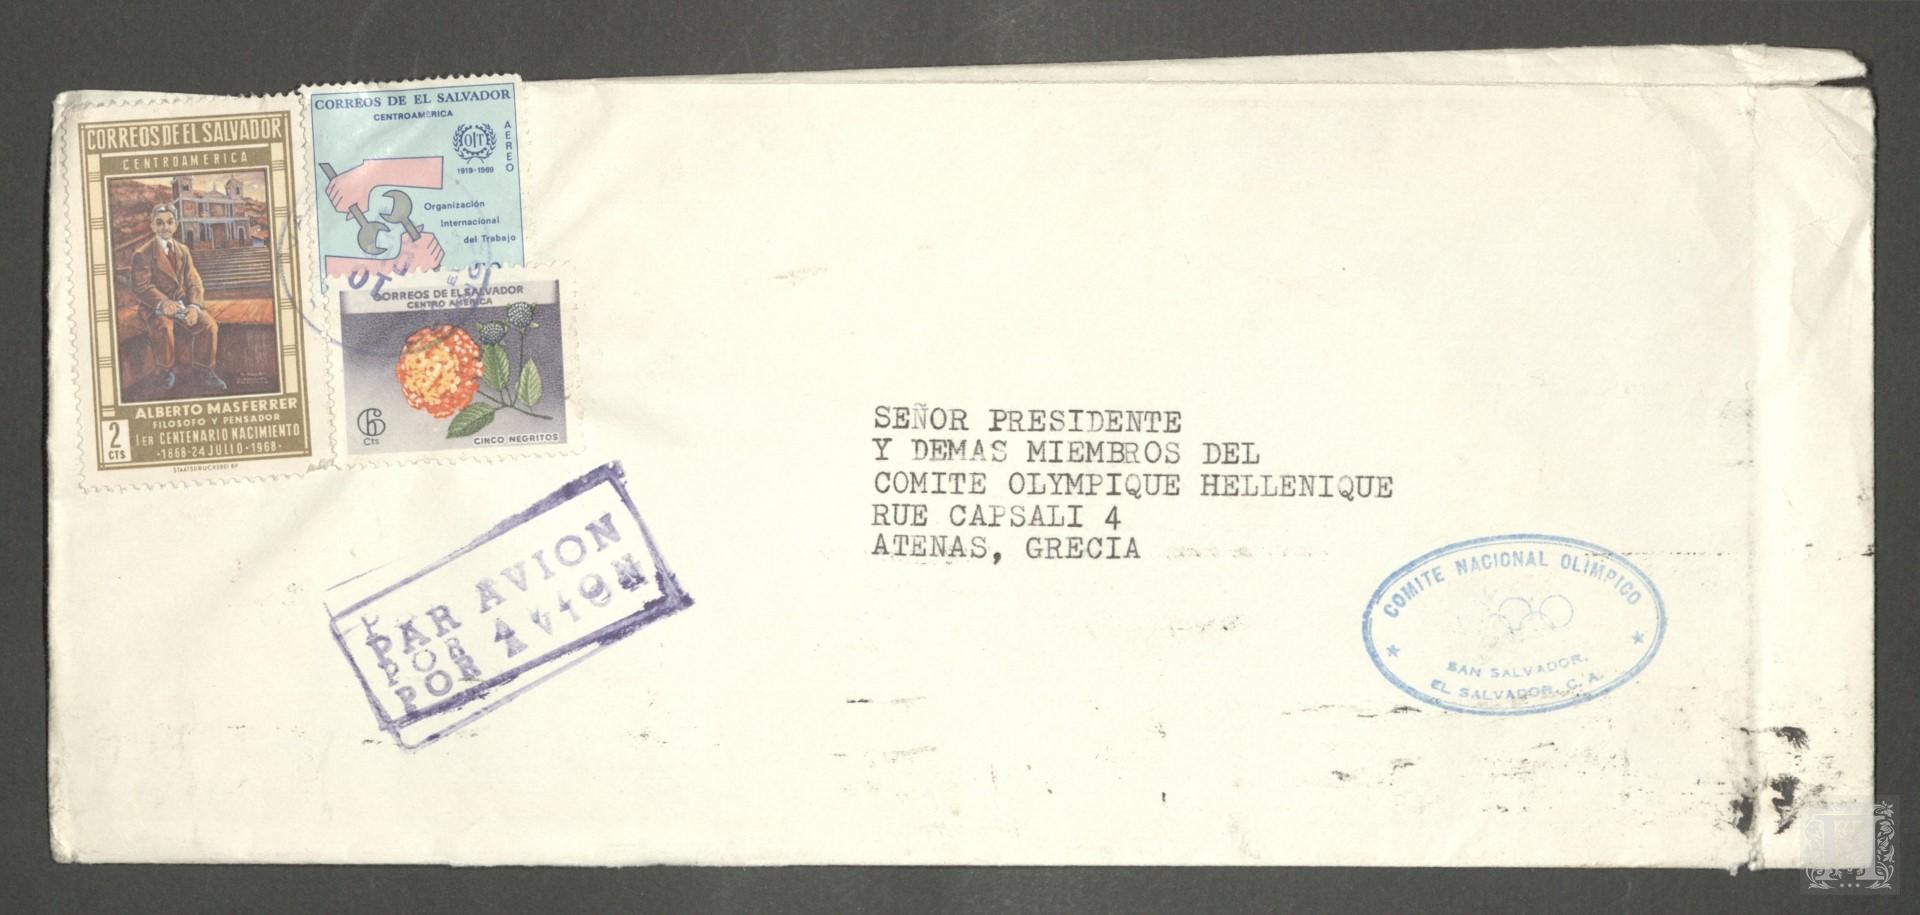 CORREOS DE EL SALVADOR
CENTROAMERICA
ALBERTO MASFERRER
FILOSOFO Y PENSADOR
1ER CENTENARIO NACIMIENTO
·1868·24 JULIO·1968·
2
CTS
STAATSDRUCKEREI BF
CORREOS DE EL SALVADOR
CENTROAMERICA
AEREO
OIT
1919-1969
Organización
Internacional
del Trabajo
CORREOS DE EL SALVADOR
CENTRO AMERICA
6
Cts
CINCO NEGRITOS
PAR AVION
POR AVION
SEÑOR PRESIDENTE
Y DEMAS MIEMBROS DEL
COMITE OLYMPIQUE HELLENIQUE
RUE CAPSALI 4
ATENAS, GRECIA
COMITE NACIONAL OLIMPICO
SAN SALVADOR,
EL SALVADOR, C. A.
H